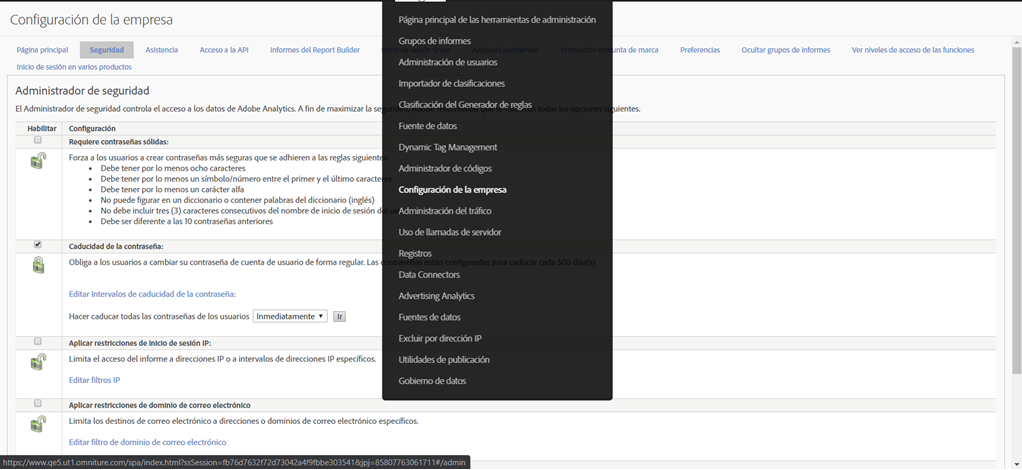 Configuración de la empresa
Página principal
Seguridad
Asistencia
Acceso a la API
Informes del Report Builder
Preferencias
Ocultar grupos de informes
Ver niveles de acceso de las funciones
Inicio de sesión en varios productos
Página principal de las herramientas de administración
Grupos de informes
Administración de usuarios
Importador de clasificaciones
Clasificación del Generador de reglas
Fuente de datos
Dynamic Tag Management
Administrador de códigos
Configuración de la empresa
Administración del tráfico
Uso de llamadas de servidor
Registros
Data Connectors
Advertising Analytics
Fuentes de datos
Excluir por dirección IP
Utilidades de publicación
Gobierno de datos
Administrador de seguridad
El Administrador de seguridad controla el acceso a los datos de Adobe Analytics. A fin de maximizar la todas las opciones siguientes.
Habilitar Configuración
Requiere contraseñas sólidas:
Forza a los usuarios a crear contraseñas más seguras que se adhieren a las reglas siguientes
• Debe tener por lo menos ocho caracteres
• Debe tener por lo menos un símbolo/número entre el primer y el último caracteres
• Debe tener por lo menos un carácter alfa
• No puede figurar en un diccionario o contener palabras del diccionario (inglés)
• No debe incluir tres (3) caracteres consecutivos del nombre de inicio de sesión del
• Debe ser diferente a las 10 contraseñas anteriores
Caducidad de la contraseña:
Obliga a los usuarios a cambiar su contraseña de cuenta de usuario de forma regular. Las contraseñas están configuradas para caducar cada 500 días(s)
Editar Intervalos de caducidad de la contraseña:
Hacer caducar todas las contraseñas de los usuarios Inmediatamente Ir
Aplicar restricciones de inicio de sesión IP:
Limita el acceso del informe a direcciones IP o a intervalos de direcciones IP específicos.
Editar filtros IP
Aplicar restricciones de dominio de correo electrónico
Limita los destinos de correo electrónico a direcciones o dominios de correo electrónico específicos.
Editar filtro de dominio de correo electrónico
https://www.qe5.ut1.omniture.com/spa/index.html?ssSession=fb76d7632f72d73042a4f9fbbe303541&jpj=85807763061711#/admin